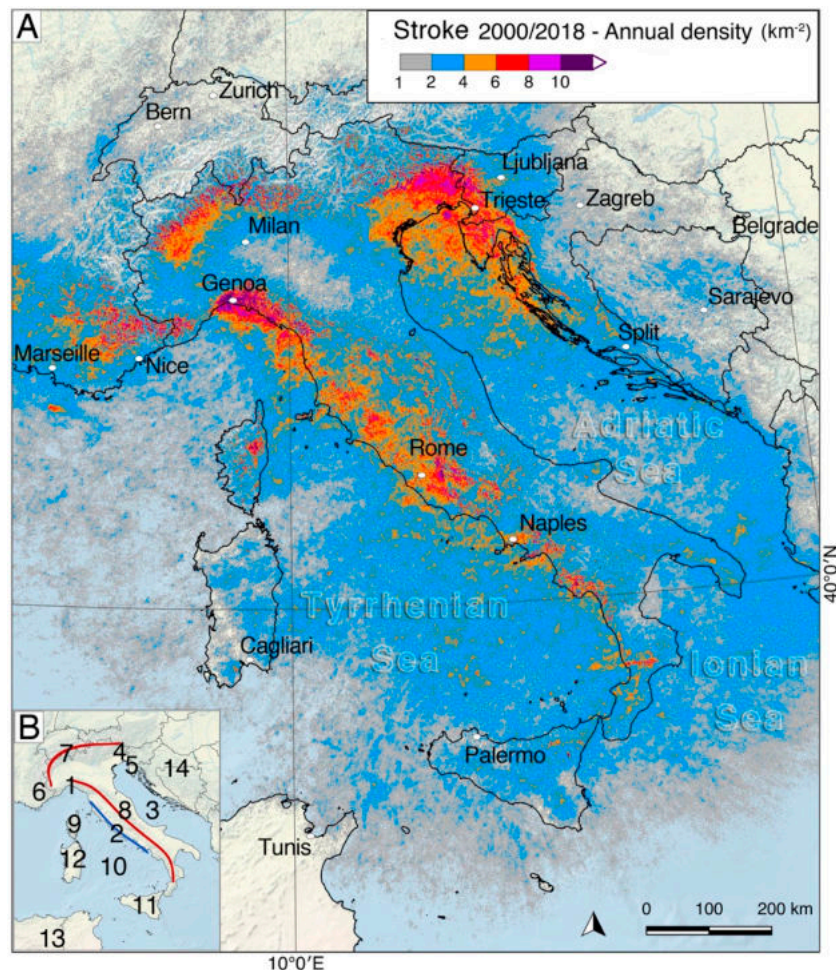 A
Stroke 2000/2018 - Annual density (km-2)
1 2 4 6 8 10
Zurich
Bern
Ljubljana
Zagreb
Trieste
Belgrade
Milan
Genoa
Sarajevo
Split
Marseille
Nice
Adriatic
Sea
Rome
Naples
40°0′N
Tyrrhenian
Sea
Cagliari
Ionian
Sea
B
Palermo
7 4
5 14
6 1
8 3
9 2
12 10
11
13
Tunis
0 100 200 km
10°0′E